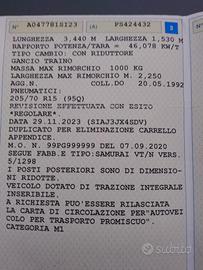 N° A0477818123 (A) PS424432 3
LUNGHEZZA 3,440 M LARGHEZZA 1,530 M
RAPPORTO POTENZA/TARA = 46,078 KW/T
TIPO CAMBIO: CON RIDUTTORE
GANCIO TRAINO
MASSA MAX RIMORCHIO 1000 KG
LARGHEZZA MAX RIMORCHIO M. 2,250
AGG.N. COLL.DO 20.05.1992
PNEUMATICI:
205/70 R15 (95Q)
REVISIONE EFFETTUATA CON ESITO
*REGOLARE*.
DATA 29.11.2023 (SIAJ3JX4SDV)
DUPLICATO PER ELIMINAZIONE CARRELLO
APPENDICE.
M.O. N. 99PG999999 DEL 07.09.2020
SEGUE FABB.E TIPO:SAMURAI VT/N VERS.
5/1298
I POSTI POSTERIORI SONO DI DIMENSIO-
NI RIDOTTE.
VEICOLO DOTATO DI TRAZIONE INTEGRALE
INSERIBILE.
A RICHIESTA PUO'ESSERE RILASCIATA
LA CARTA DI CIRCOLAZIONE PER"AUTOVEI
COLO PER TRASPORTO PROMISCUO".
CATEGORIA M1
subito